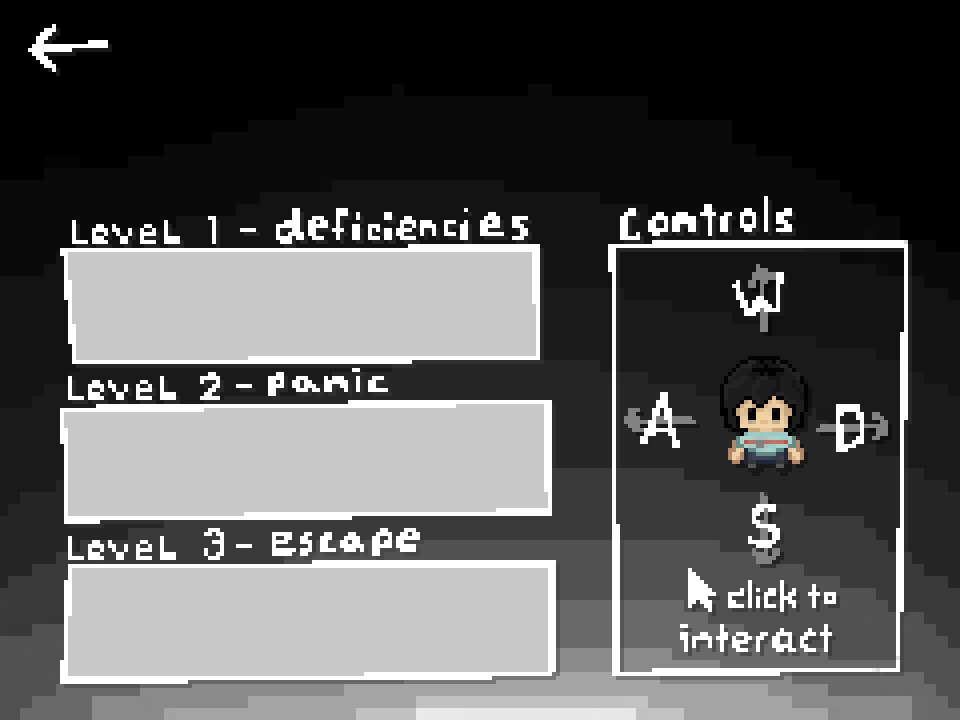 Level 1 - deficiencies
Level 2 - panic
Level 3 - escape
Controls
W
A
D
S
click to
interact